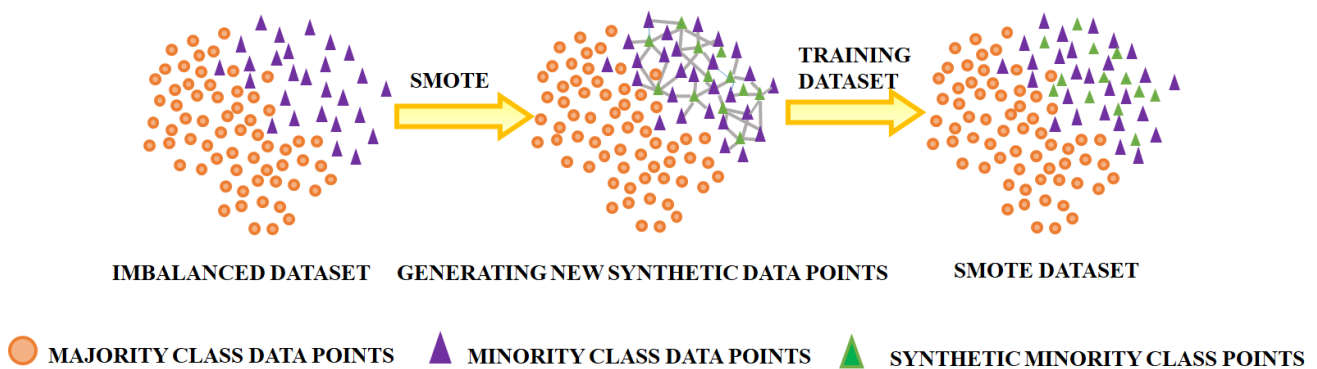 SMOTE
TRAINING
DATASET
IMBALANCED DATASET
GENERATING NEW SYNTHETIC DATA POINTS
SMOTE DATASET
MAJORITY CLASS DATA POINTS
MINORITY CLASS DATA POINTS
SYNTHETIC MINORITY CLASS POINTS